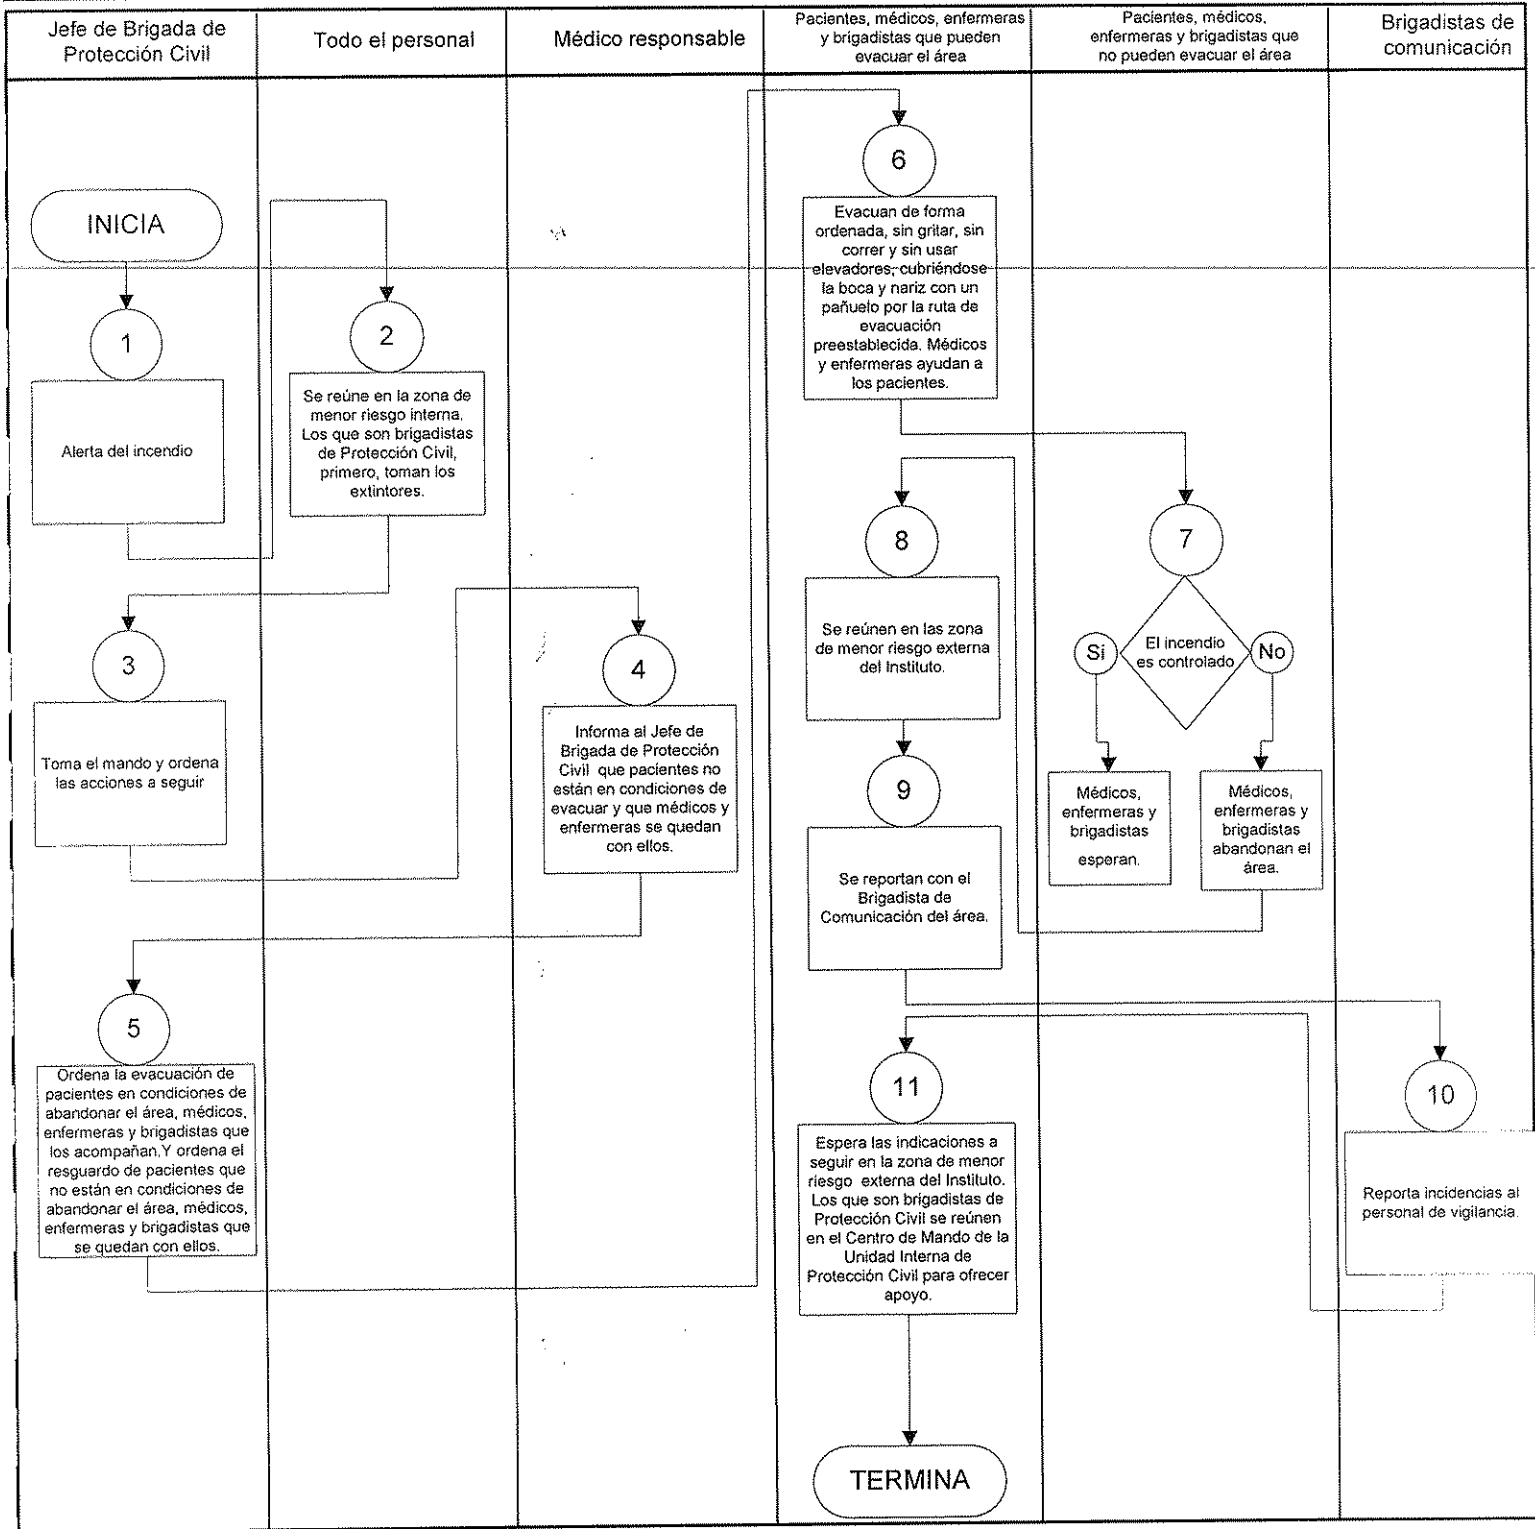 Jefe de Brigada de
Protección Civil
Todo el personal
Médico responsable
Pacientes, médicos, enfermeras
y brigadistas que pueden
evacuar el área
Pacientes, médicos,
enfermeras y brigadistas que
no pueden evacuar el área
Brigadistas de
comunicación
INICIA
1
Alerta del incendio
2
Se reúne en la zona de
menor riesgo interna.
Los que son brigadistas
de Protección Civil,
primero, toman los
extintores.
3
Toma el mando y ordena
las acciones a seguir
4
Informa al Jefe de
Brigada de Protección
Civil que pacientes no
están en condiciones de
evacuar y que médicos y
enfermeras se quedan
con ellos.
5
Ordena la evacuación de
pacientes en condiciones de
abandonar el área, médicos,
enfermeras y brigadistas que
los acompañan.Y ordena el
resguardo de pacientes que
no están en condiciones de
abandonar el área, médicos,
enfermeras y brigadistas que
se quedan con ellos.
6
Evacuan de forma
ordenada, sin gritar, sin
correr y sin usar
elevadores, cubriéndose
la boca y nariz con un
pañuelo por la ruta de
evacuación
preestablecida. Médicos
y enfermeras ayudan a
los pacientes.
7
El incendio
es controlado
Sí
No
Médicos,
enfermeras y
brigadistas
esperan.
Médicos,
enfermeras y
brigadistas
abandonan el
área.
8
Se reúnen en las zona
de menor riesgo externa
del Instituto.
9
Se reportan con el
Brigadista de
Comunicación del área.
10
Reporta incidencias al
personal de vigilancia.
11
Espera las indicaciones a
seguir en la zona de menor
riesgo externa del Instituto.
Los que son brigadistas de
Protección Civil se reúnen
en el Centro de Mando de la
Unidad Interna de
Protección Civil para ofrecer
apoyo.
TERMINA